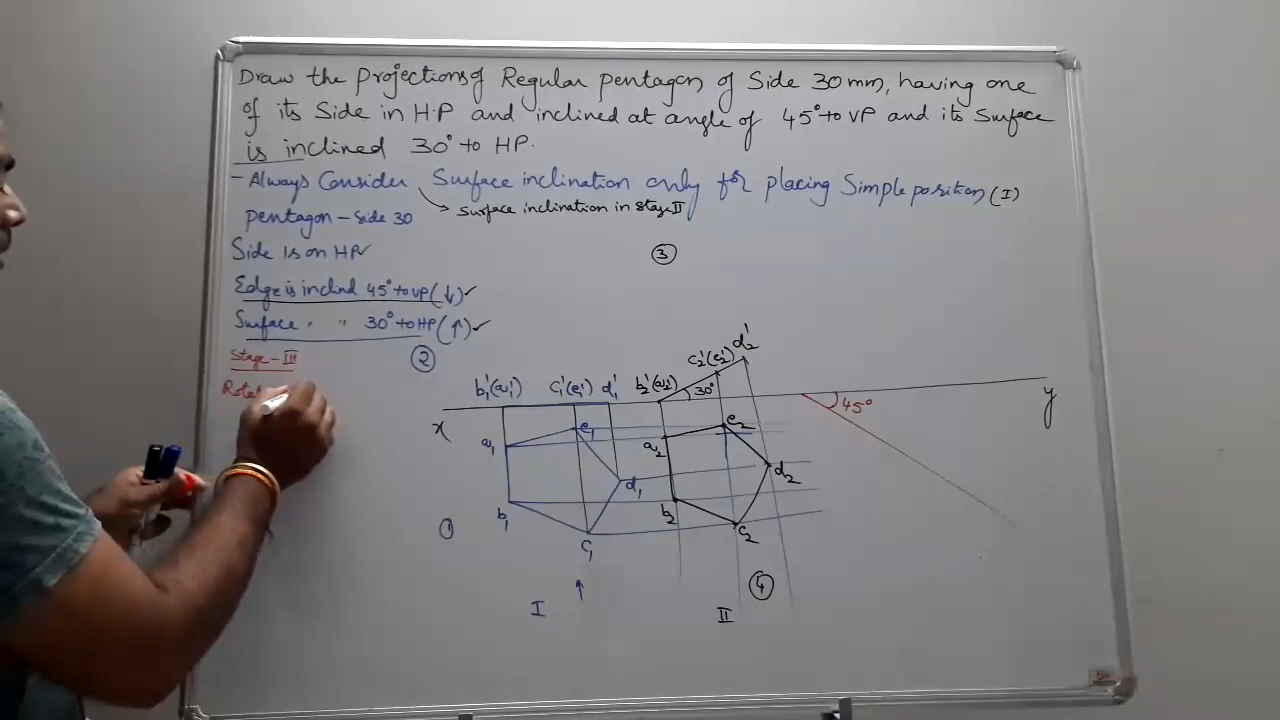 Draw the Projections of Regular pentagon of Side 30 mm, having one
of its Side in H.P and inclined at angle of 45° to VP and its Surface
is inclined 30° to HP.
- Always Consider Surface inclination only for placing Simple position (I)
Surface inclination in stage II
pentagon - Side 30
Side is on HP
Edge is inclind 45° to VP (↓) ✓
Surface " " 30° to HP (↑) ✓
Stage - III
Rotat
②
③
b₁'(a₁') c₁'(e₁') d₁'
b₂'(a₂') 30° c₂'(e₂') d₂'
x
y
45°
a₁ e₁ d₁ b₁ c₁
a₂ e₂ d₂ b₂ c₂
①
④
I
II